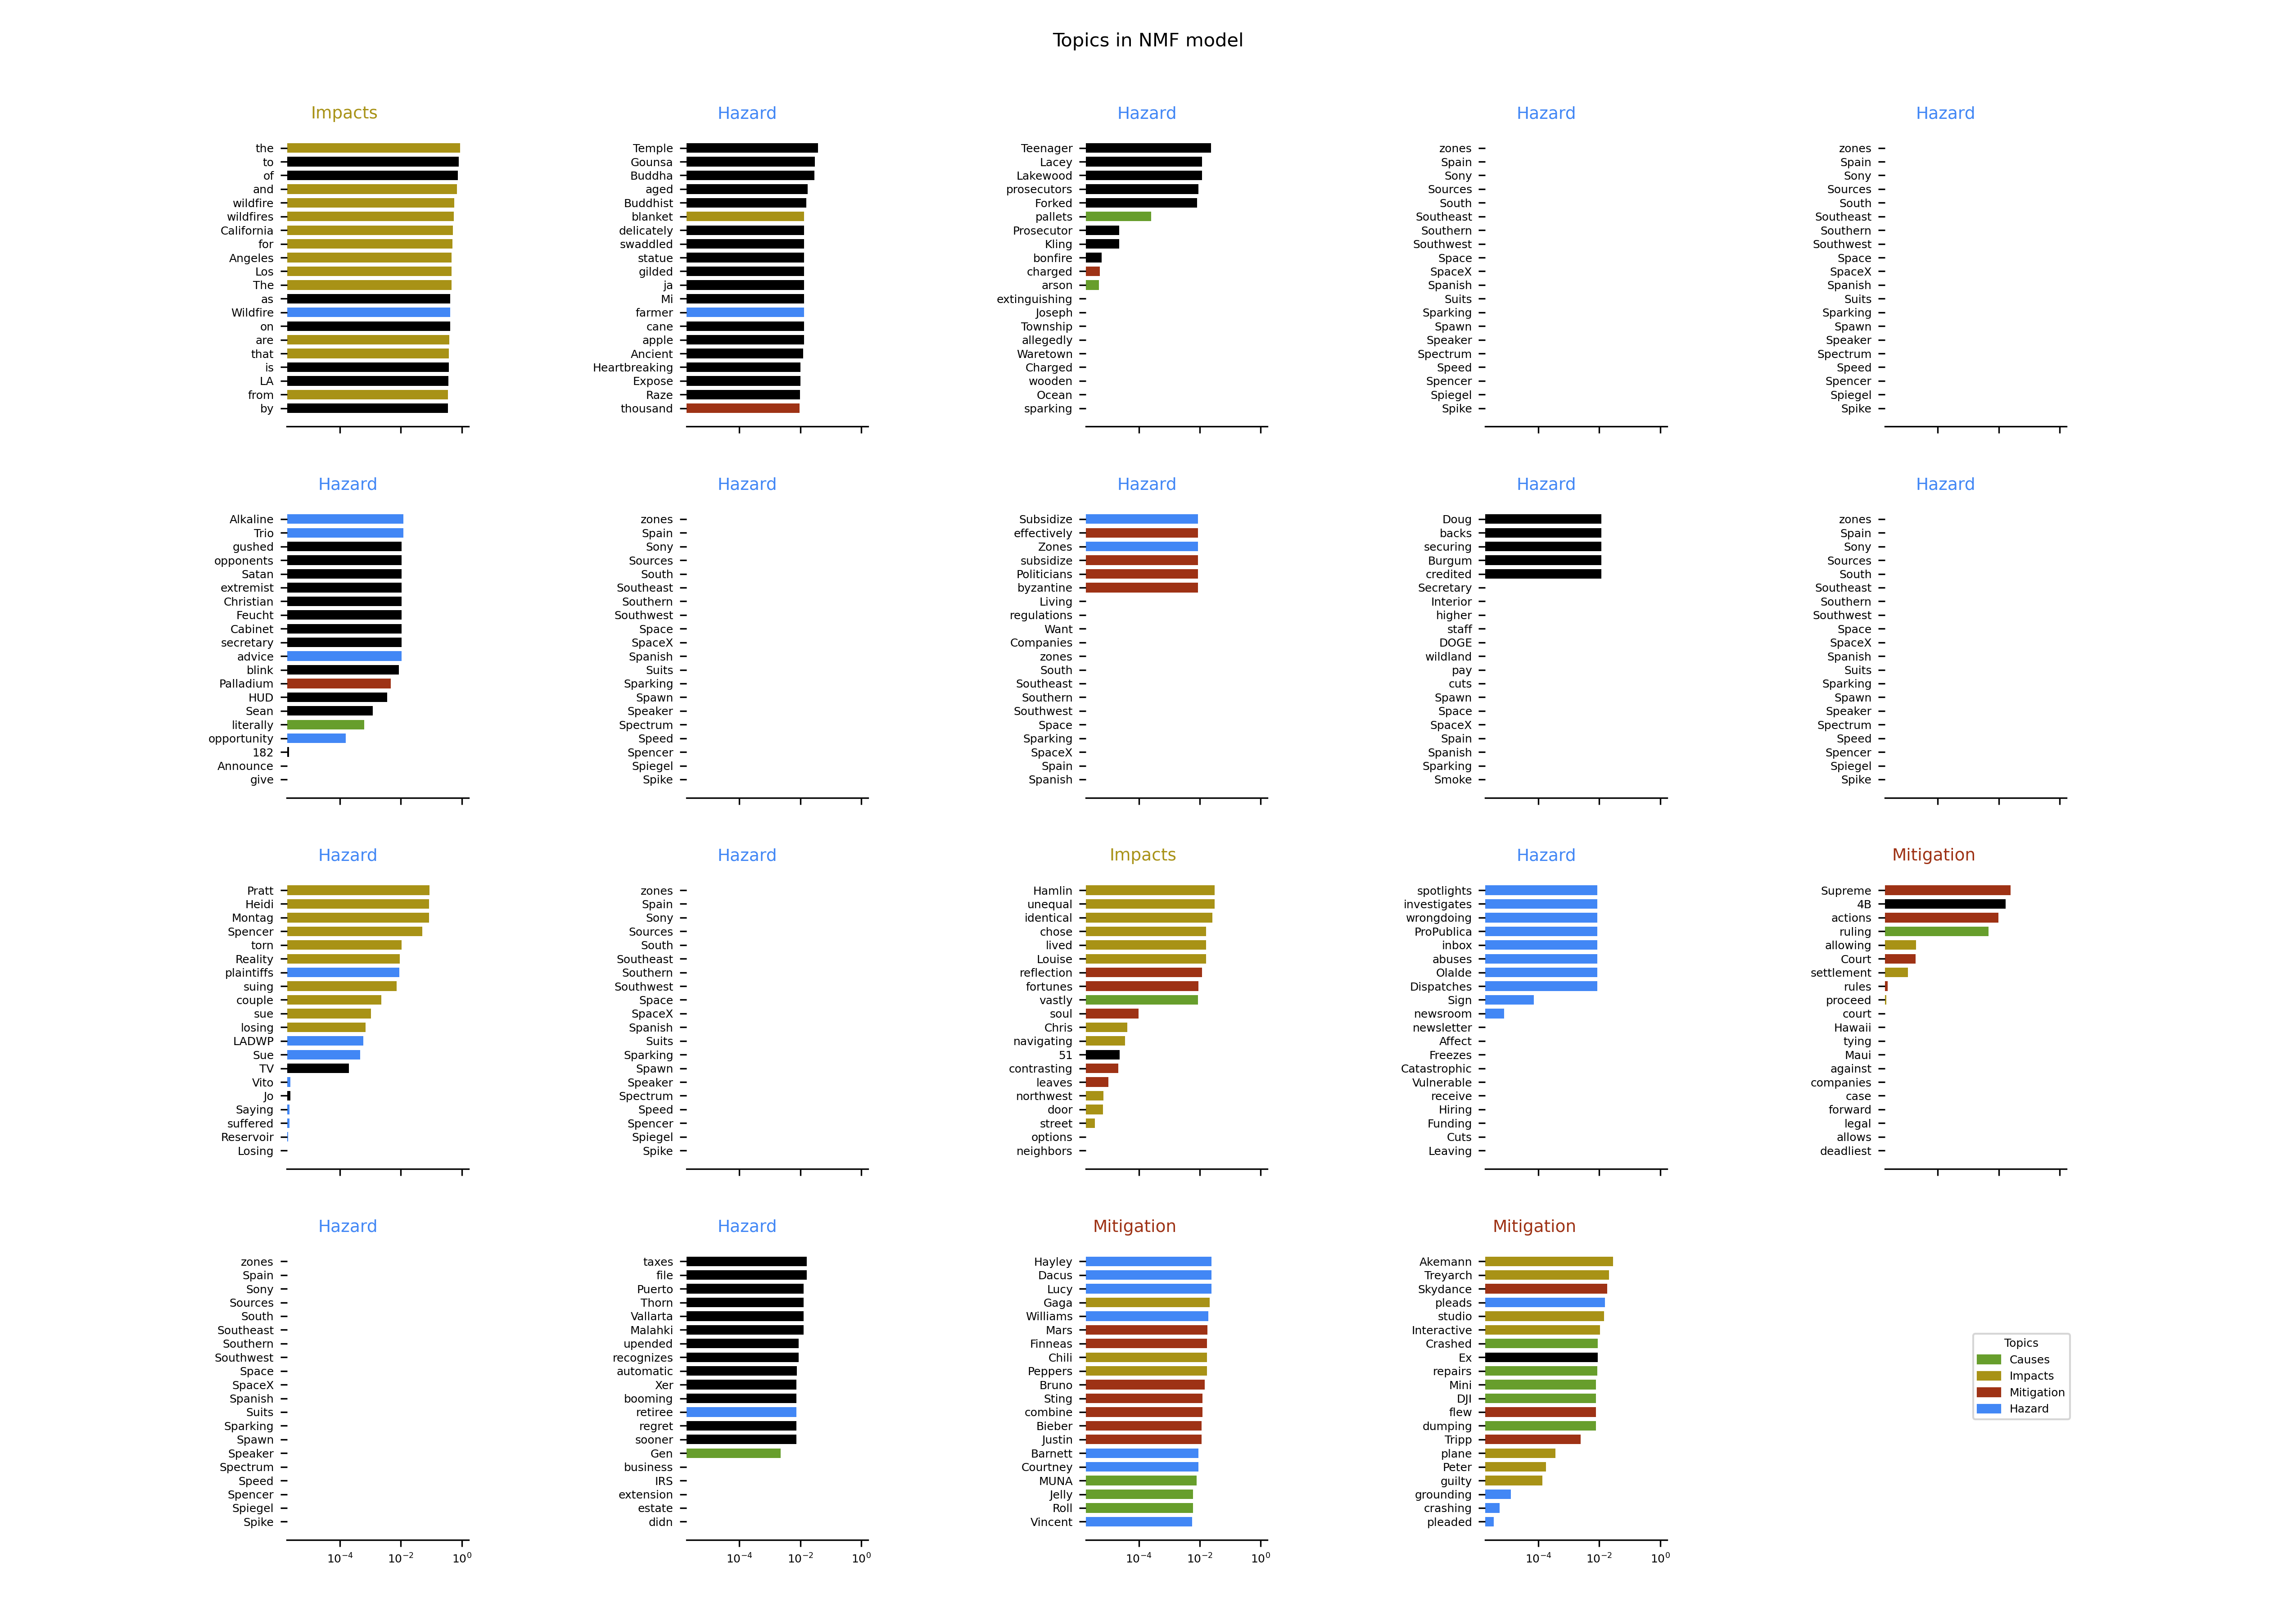 Topics in NMF model
Impacts
the
to
of
and
wildfire
wildfires
California
for
Angeles
Los
The
as
Wildfire
on
are
that
is
LA
from
by
Hazard
Temple
Gounsa
Buddha
aged
Buddhist
blanket
delicately
swaddled
statue
gilded
ja
Mi
farmer
cane
apple
Ancient
Heartbreaking
Expose
Raze
thousand
Hazard
Teenager
Lacey
Lakewood
prosecutors
Forked
pallets
Prosecutor
Kling
bonfire
charged
arson
extinguishing
Joseph
Township
allegedly
Waretown
Charged
wooden
Ocean
sparking
Hazard
zones
Spain
Sony
Sources
South
Southeast
Southern
Southwest
Space
SpaceX
Spanish
Suits
Sparking
Spawn
Speaker
Spectrum
Speed
Spencer
Spiegel
Spike
Hazard
zones
Spain
Sony
Sources
South
Southeast
Southern
Southwest
Space
SpaceX
Spanish
Suits
Sparking
Spawn
Speaker
Spectrum
Speed
Spencer
Spiegel
Spike
Hazard
Alkaline
Trio
gushed
opponents
Satan
extremist
Christian
Feucht
Cabinet
secretary
advice
blink
Palladium
HUD
Sean
literally
opportunity
182
Announce
give
Hazard
zones
Spain
Sony
Sources
South
Southeast
Southern
Southwest
Space
SpaceX
Spanish
Suits
Sparking
Spawn
Speaker
Spectrum
Speed
Spencer
Spiegel
Spike
Hazard
Subsidize
effectively
Zones
subsidize
Politicians
byzantine
Living
regulations
Want
Companies
zones
South
Southeast
Southern
Southwest
Space
Sparking
SpaceX
Spain
Spanish
Hazard
Doug
backs
securing
Burgum
credited
Secretary
Interior
higher
staff
DOGE
wildland
pay
cuts
Spawn
Space
SpaceX
Spain
Spanish
Sparking
Smoke
Hazard
zones
Spain
Sony
Sources
South
Southeast
Southern
Southwest
Space
SpaceX
Spanish
Suits
Sparking
Spawn
Speaker
Spectrum
Speed
Spencer
Spiegel
Spike
Hazard
Pratt
Heidi
Montag
Spencer
torn
Reality
plaintiffs
suing
couple
sue
losing
LADWP
Sue
TV
Vito
Jo
Saying
suffered
Reservoir
Losing
Hazard
zones
Spain
Sony
Sources
South
Southeast
Southern
Southwest
Space
SpaceX
Spanish
Suits
Sparking
Spawn
Speaker
Spectrum
Speed
Spencer
Spiegel
Spike
Impacts
Hamlin
unequal
identical
chose
lived
Louise
reflection
fortunes
vastly
soul
Chris
navigating
51
contrasting
leaves
northwest
door
street
options
neighbors
Hazard
spotlights
investigates
wrongdoing
ProPublica
inbox
abuses
Olalde
Dispatches
Sign
newsroom
newsletter
Affect
Freezes
Catastrophic
Vulnerable
receive
Hiring
Funding
Cuts
Leaving
Mitigation
Supreme
4B
actions
ruling
allowing
Court
settlement
rules
proceed
court
Hawaii
tying
Maui
against
companies
case
forward
legal
allows
deadliest
Hazard
zones
Spain
Sony
Sources
South
Southeast
Southern
Southwest
Space
SpaceX
Spanish
Suits
Sparking
Spawn
Speaker
Spectrum
Speed
Spencer
Spiegel
Spike
10⁻⁴ 10⁻² 10⁰
Hazard
taxes
file
Puerto
Thorn
Vallarta
Malahki
upended
recognizes
automatic
Xer
booming
retiree
regret
sooner
Gen
business
IRS
extension
estate
didn
10⁻⁴ 10⁻² 10⁰
Mitigation
Hayley
Dacus
Lucy
Gaga
Williams
Mars
Finneas
Chili
Peppers
Bruno
Sting
combine
Bieber
Justin
Barnett
Courtney
MUNA
Jelly
Roll
Vincent
10⁻⁴ 10⁻² 10⁰
Mitigation
Akemann
Treyarch
Skydance
pleads
studio
Interactive
Crashed
Ex
repairs
Mini
DJI
flew
dumping
Tripp
plane
Peter
guilty
grounding
crashing
pleaded
10⁻⁴ 10⁻² 10⁰
Topics
Causes
Impacts
Mitigation
Hazard